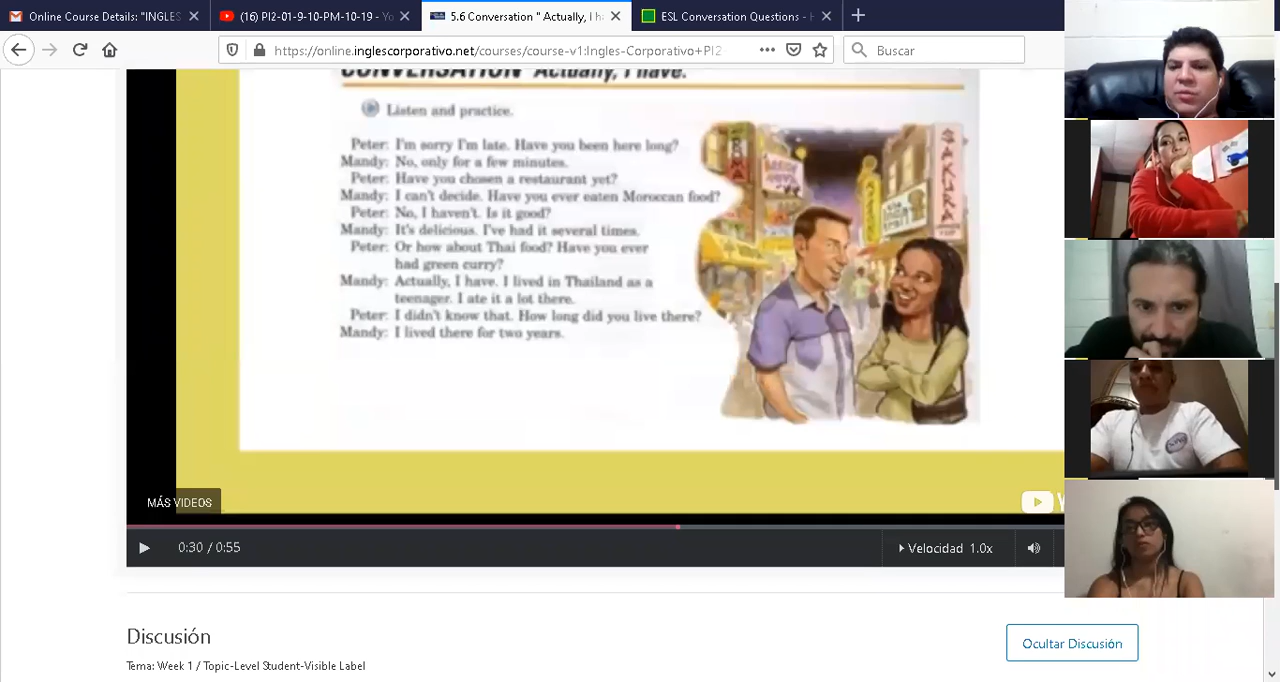 Online Course Details: "INGLES
(16) PI2-01-9-10-PM-10-19 - Yo
5.6 Conversation " Actually, I ha
ESL Conversation Questions - H
https://online.inglescorporativo.net/courses/course-v1:Ingles-Corporativo+PI2
Buscar
CONVERSATION Actually, I have.
Listen and practice.
Peter: I'm sorry I'm late. Have you been here long?
Mandy: No, only for a few minutes.
Peter: Have you chosen a restaurant yet?
Mandy: I can't decide. Have you ever eaten Moroccan food?
Peter: No, I haven't. Is it good?
Mandy: It's delicious. I've had it several times.
Peter: Or how about Thai food? Have you ever
had green curry?
Mandy: Actually, I have. I lived in Thailand as a
teenager. I ate it a lot there.
Peter: I didn't know that. How long did you live there?
Mandy: I lived there for two years.
ROMA
SAKURA
MÁS VIDEOS
0:30 / 0:55
Velocidad 1.0x
Discusión
Ocultar Discusión
Tema: Week 1 / Topic-Level Student-Visible Label